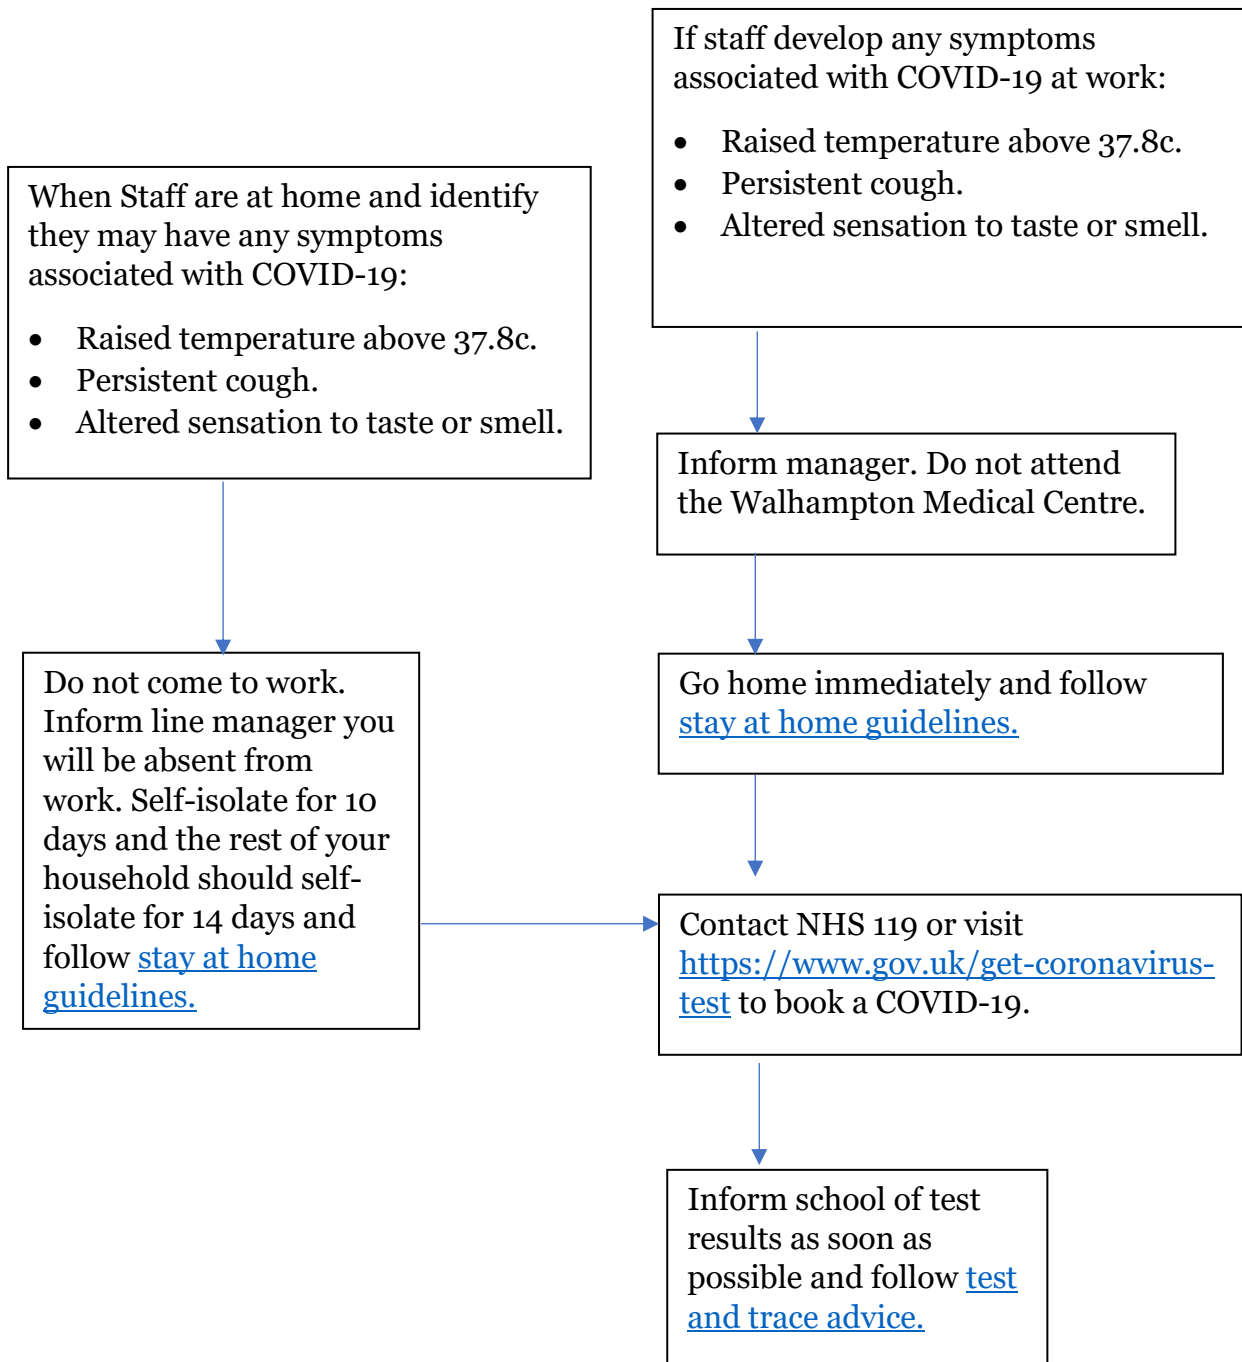 If staff develop any symptoms
associated with COVID-19 at work:
• Raised temperature above 37.8c.
• Persistent cough.
• Altered sensation to taste or smell.
When Staff are at home and identify
they may have any symptoms
associated with COVID-19:
• Raised temperature above 37.8c.
• Persistent cough.
• Altered sensation to taste or smell.
Inform manager. Do not attend
the Walhampton Medical Centre.
Do not come to work.
Inform line manager you
will be absent from
work. Self-isolate for 10
days and the rest of your
household should self-
isolate for 14 days and
follow stay at home
guidelines.
Go home immediately and follow
stay at home guidelines.
Contact NHS 119 or visit
https://www.gov.uk/get-coronavirus-
test to book a COVID-19.
Inform school of test
results as soon as
possible and follow test
and trace advice.